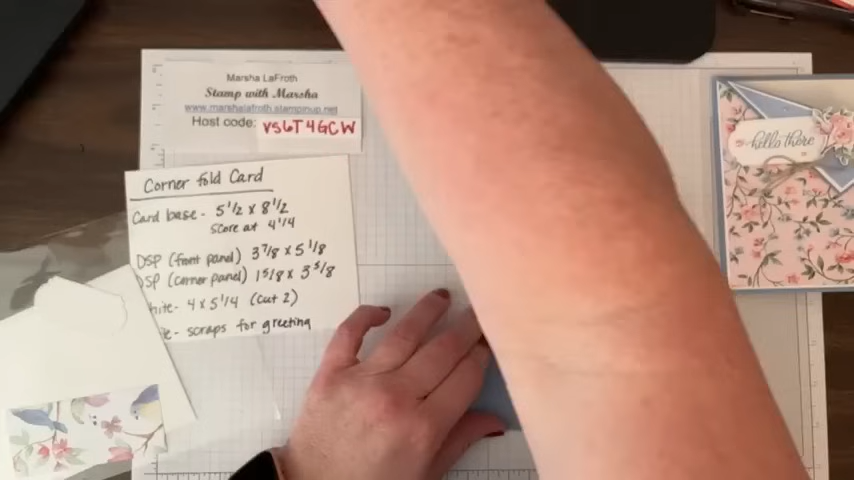 Marsha LaFroth
Stamp with Marsha
www.marshalafroth.stampinup.net
Host code: VS6T4GCW
Corner fold Card
Card base - 5 1/2 x 8 1/2
score at 4 1/4
DSP (front panel) 3 7/8 x 5 1/8
DSP (corner panel) 1 5/8 x 3 5/8
4 x 5 1/4 (cut 2)
scraps for greeting
hello there